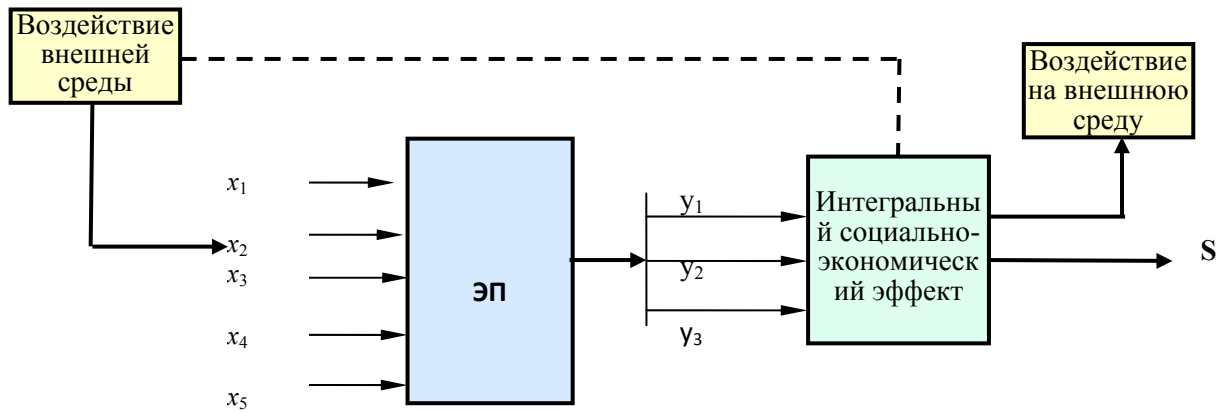 Воздействие
внешней
среды
Воздействие
на внешнюю
среду
x1
x2
x3
x4
x5
ЭП
y1
y2
y3
Интегральны
й социально-
экономическ
ий эффект
S